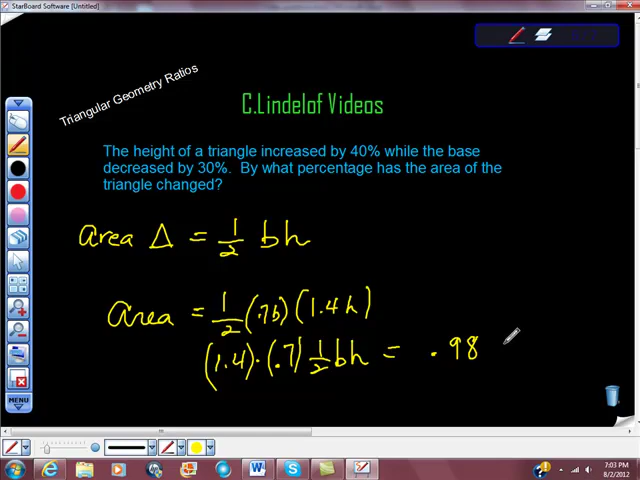 StarBoard Software [Untitled]
Triangular Geometry Ratios
C.Lindelof Videos
The height of a triangle increased by 40% while the base
decreased by 30%. By what percentage has the area of the
triangle changed?
area Δ = 1/2 bh
Area = 1/2 (.7b) (1.4h)
(1.4) · (.7) 1/2 bh = .98
MENU
7:03 PM
8/2/2012